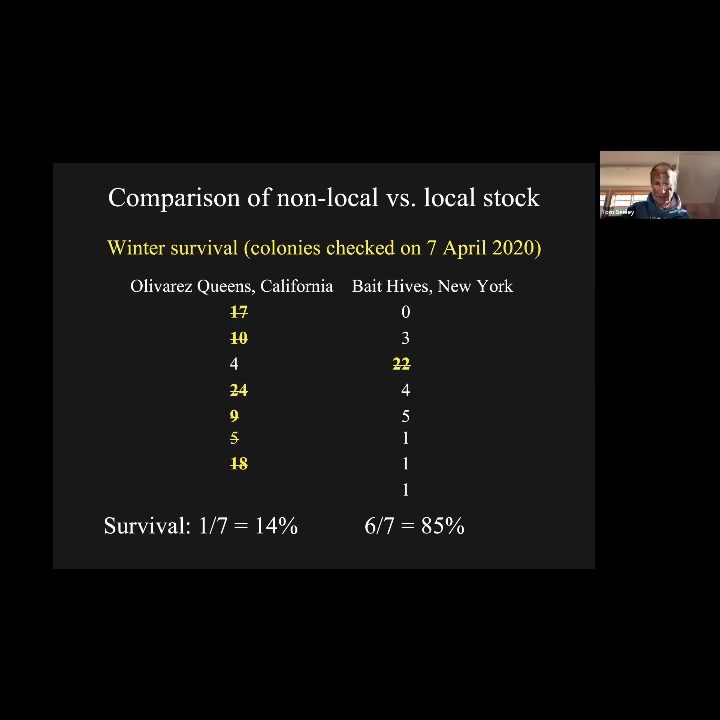 Comparison of non-local vs. local stock
Winter survival (colonies checked on 7 April 2020)
Olivarez Queens, California Bait Hives, New York
17 0
10 3
4 22
24 4
9 5
5 1
18 1
1
Survival: 1/7 = 14% 6/7 = 85%
Tom Seeley